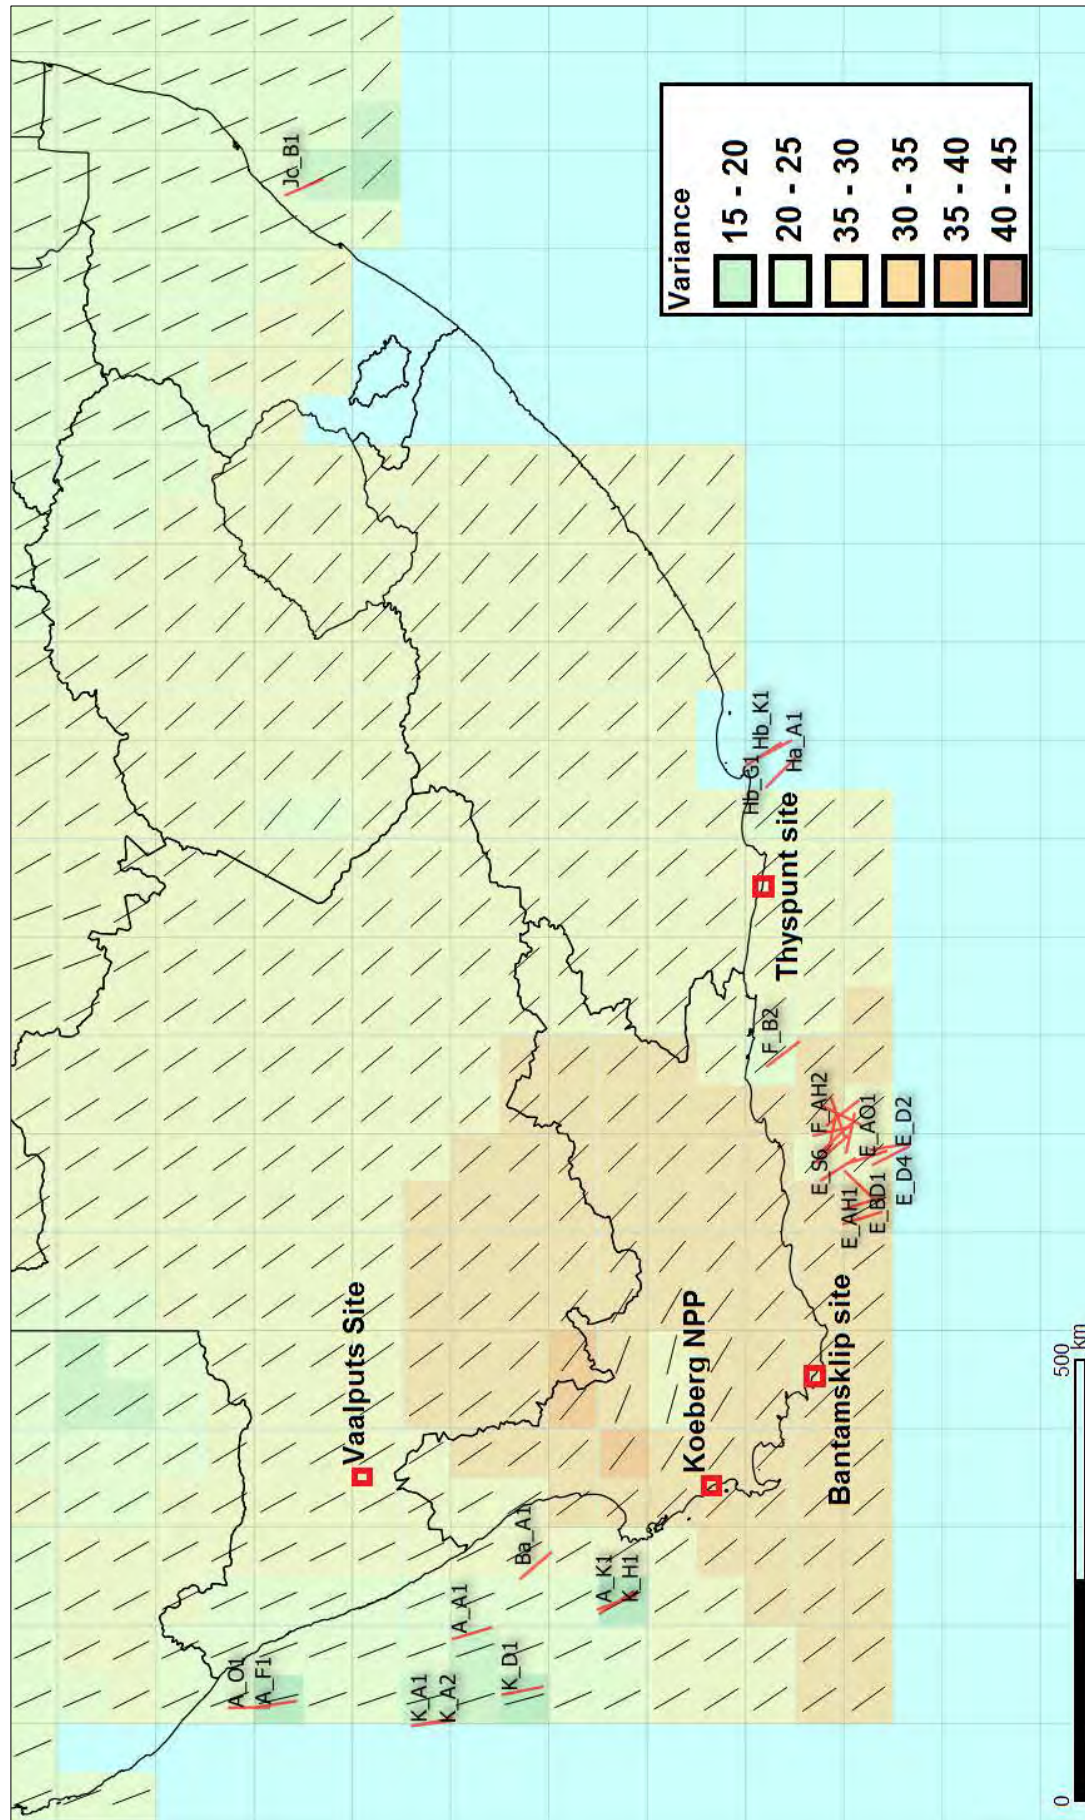 Jc_B1
Variance
15 - 20
20 - 25
35 - 30
30 - 35
35 - 40
40 - 45
Vaalputs Site
A_O1
A_F1
K_A1
K_A2
A_A1
K_D1
Ba_A1
A_K1
K_H1
Koeberg NPP
Bantamsklip site
Thyspunt site
Hb_G1
Hb_K1
Ha_A1
F_B2
E_S6
F_AH2
E_AO1
E_AH1
E_BD1
E_D4
E_D2
0
500
km